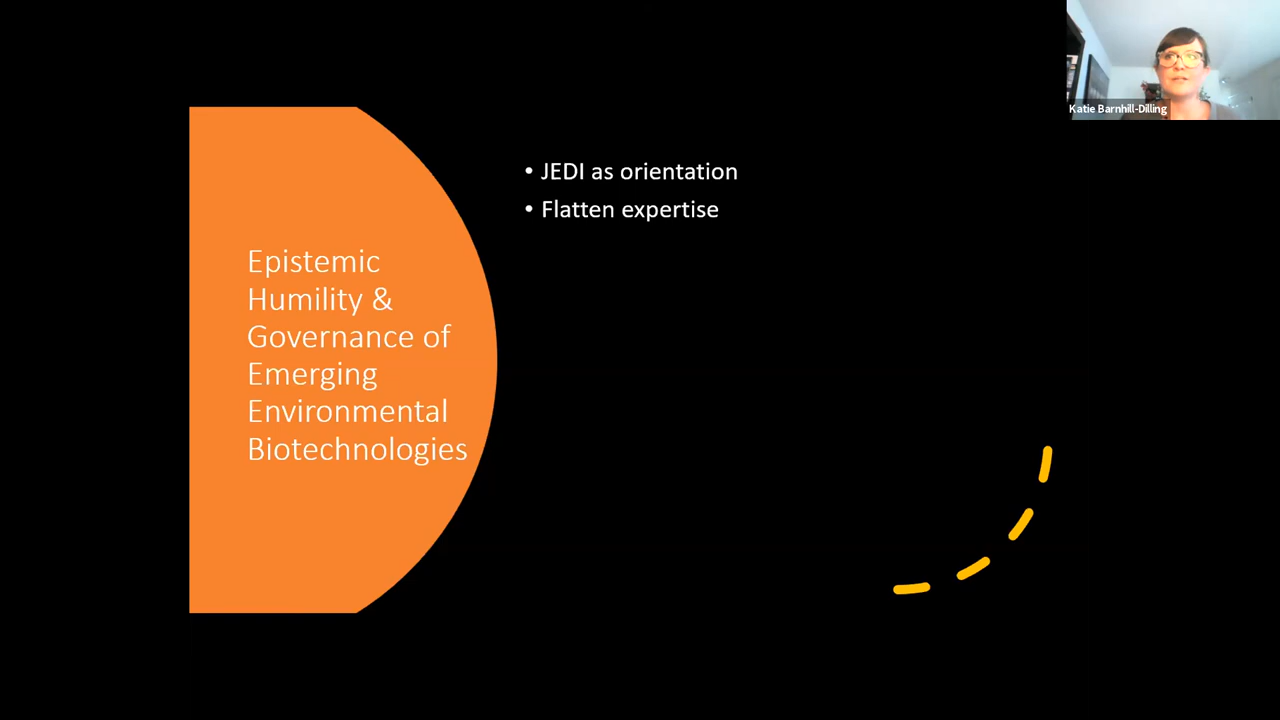 Katie Barnhill-Dilling
• JEDI as orientation
• Flatten expertise
Epistemic
Humility &
Governance of
Emerging
Environmental
Biotechnologies